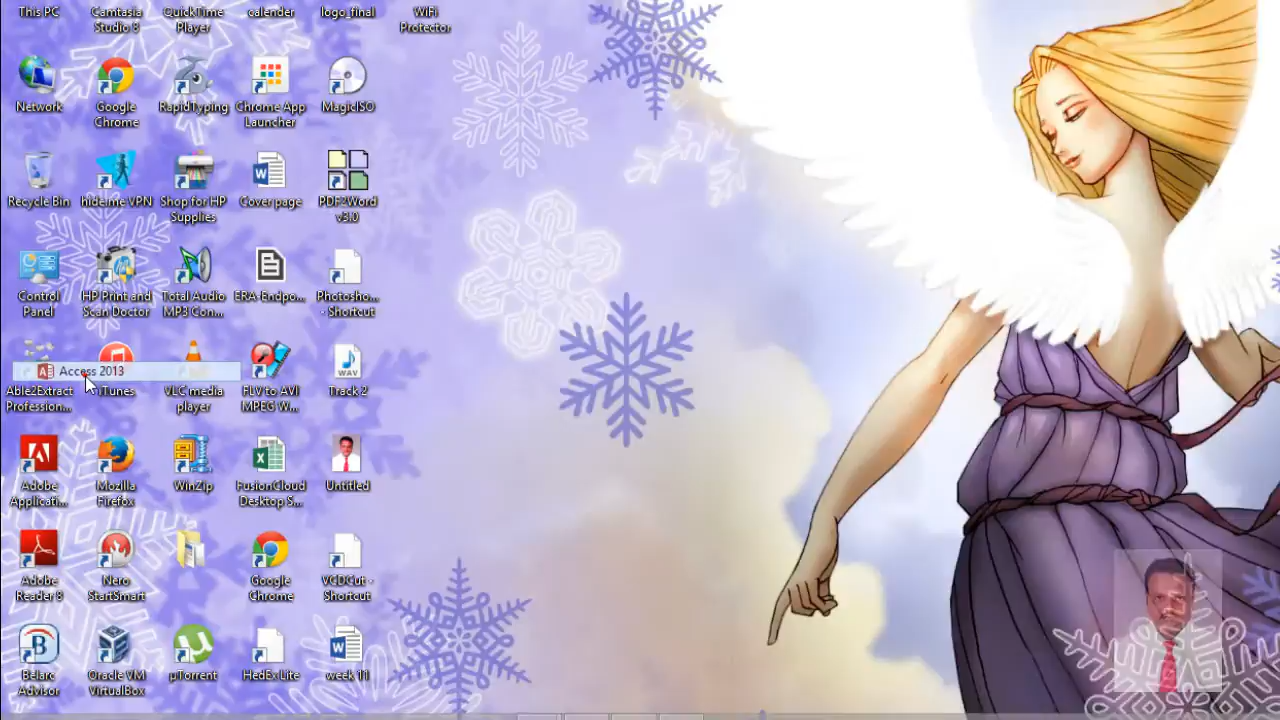 This PC
Camtasia
Studio 8
QuickTime
Player
calender
logo_final
WiFi
Protector
Network
Google
Chrome
RapidTyping
Chrome App
Launcher
MagicISO
Recycle Bin
hide.me VPN
Shop for HP
Supplies
Cover page
PDF2Word
v3.0
Control
Panel
HP Print and
Scan Doctor
Total Audio
MP3 Con...
ERA-Endpo...
Photosho...
- Shortcut
Access 2013
Able2Extract
Profession...
iTunes
VLC media
player
FLV to AVI
MPEG W...
Track 2
WAV
Adobe
Applicati...
Mozilla
Firefox
WinZip
FusionCloud
Desktop S...
Untitled
Adobe
Reader 8
Nero
StartSmart
Google
Chrome
VCDCut -
Shortcut
Belarc
Advisor
Oracle VM
VirtualBox
µTorrent
HedExLite
week 11